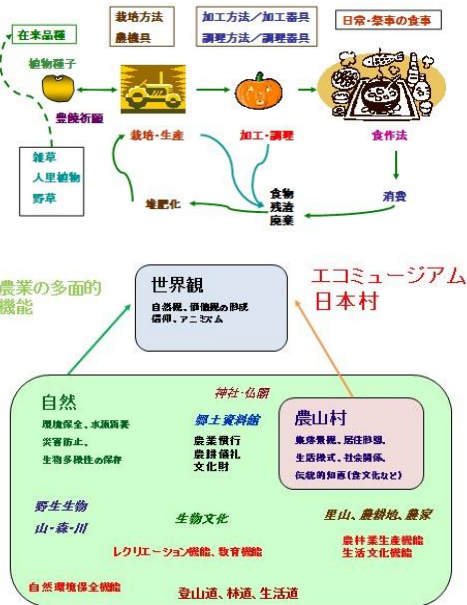 在来品種
栽培方法
農機具
加工方法／加工器具
調理方法／調理器具
日常・祭事の食事
植物種子
豊饒祈願
栽培・生産
加工・調理
食作法
雑草
人里植物
野草
堆肥化
食物
残渣
廃棄
消費
農業の多面的
機能
世界観
自然観、価値観の形成
信仰、アニミズム
エコミュージアム
日本村
自然
環境保全、水源涵養
災害防止、
生物多様性の保存
神社・仏閣
郷土資料館
農業慣行
農耕儀礼
文化財
農山村
集落景観、居住形態、
生活様式、社会関係、
伝統的知恵(食文化など)
野生生物
山・森・川
生物文化
里山、農耕地、農家
レクリエーション機能、教育機能
農林業生産機能
生活文化機能
自然環境保全機能
登山道、林道、生活道